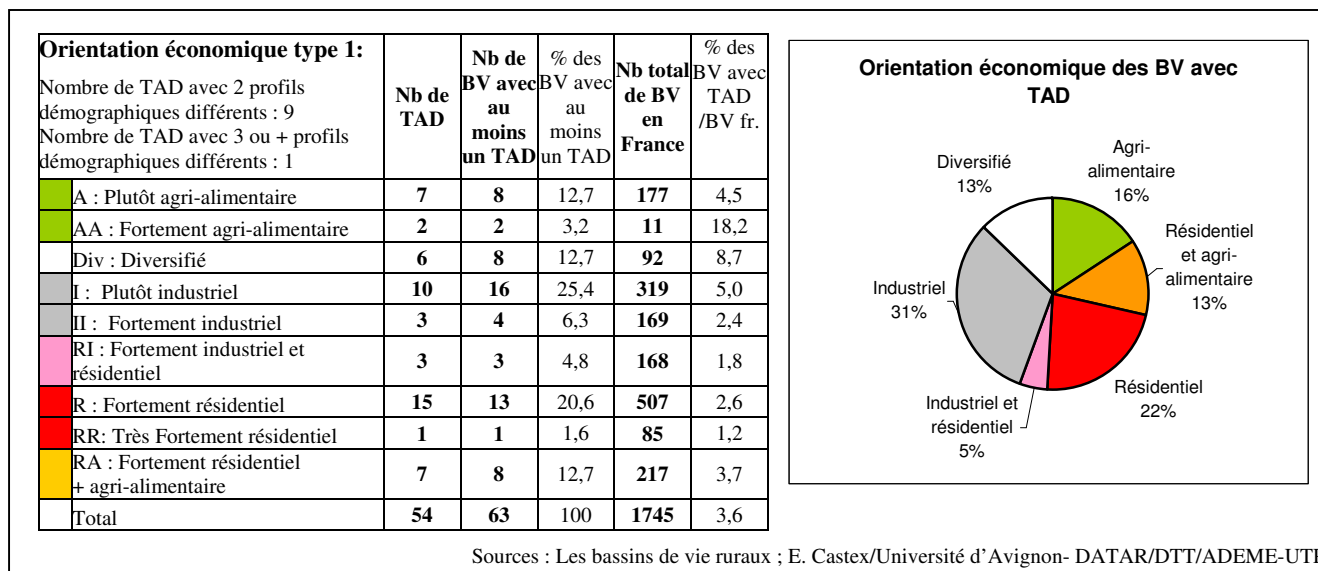 Orientation économique type 1:
Nombre de TAD avec 2 profils
démographiques différents : 9
Nombre de TAD avec 3 ou + profils
démographiques différents : 1
Nb de
TAD
Nb de
BV avec
au
moins
un TAD
% des
BV avec
au
moins
un TAD
Nb total
de BV
en
France
% des
BV avec
TAD
/BV fr.
A : Plutôt agri-alimentaire 7 8 12,7 177 4,5
AA : Fortement agri-alimentaire 2 2 3,2 11 18,2
Div : Diversifié 6 8 12,7 92 8,7
I : Plutôt industriel 10 16 25,4 319 5,0
II : Fortement industriel 3 4 6,3 169 2,4
RI : Fortement industriel et
résidentiel 3 3 4,8 168 1,8
R : Fortement résidentiel 15 13 20,6 507 2,6
RR: Très Fortement résidentiel 1 1 1,6 85 1,2
RA : Fortement résidentiel
+ agri-alimentaire 7 8 12,7 217 3,7
Total 54 63 100 1745 3,6
Orientation économique des BV avec
TAD
Agri-
alimentaire
16%
Résidentiel
et agri-
alimentaire
13%
Résidentiel
22%
Industriel et
résidentiel
5%
Industriel
31%
Diversifié
13%
Sources : Les bassins de vie ruraux ; E. Castex/Université d'Avignon- DATAR/DTT/ADEME-UTP